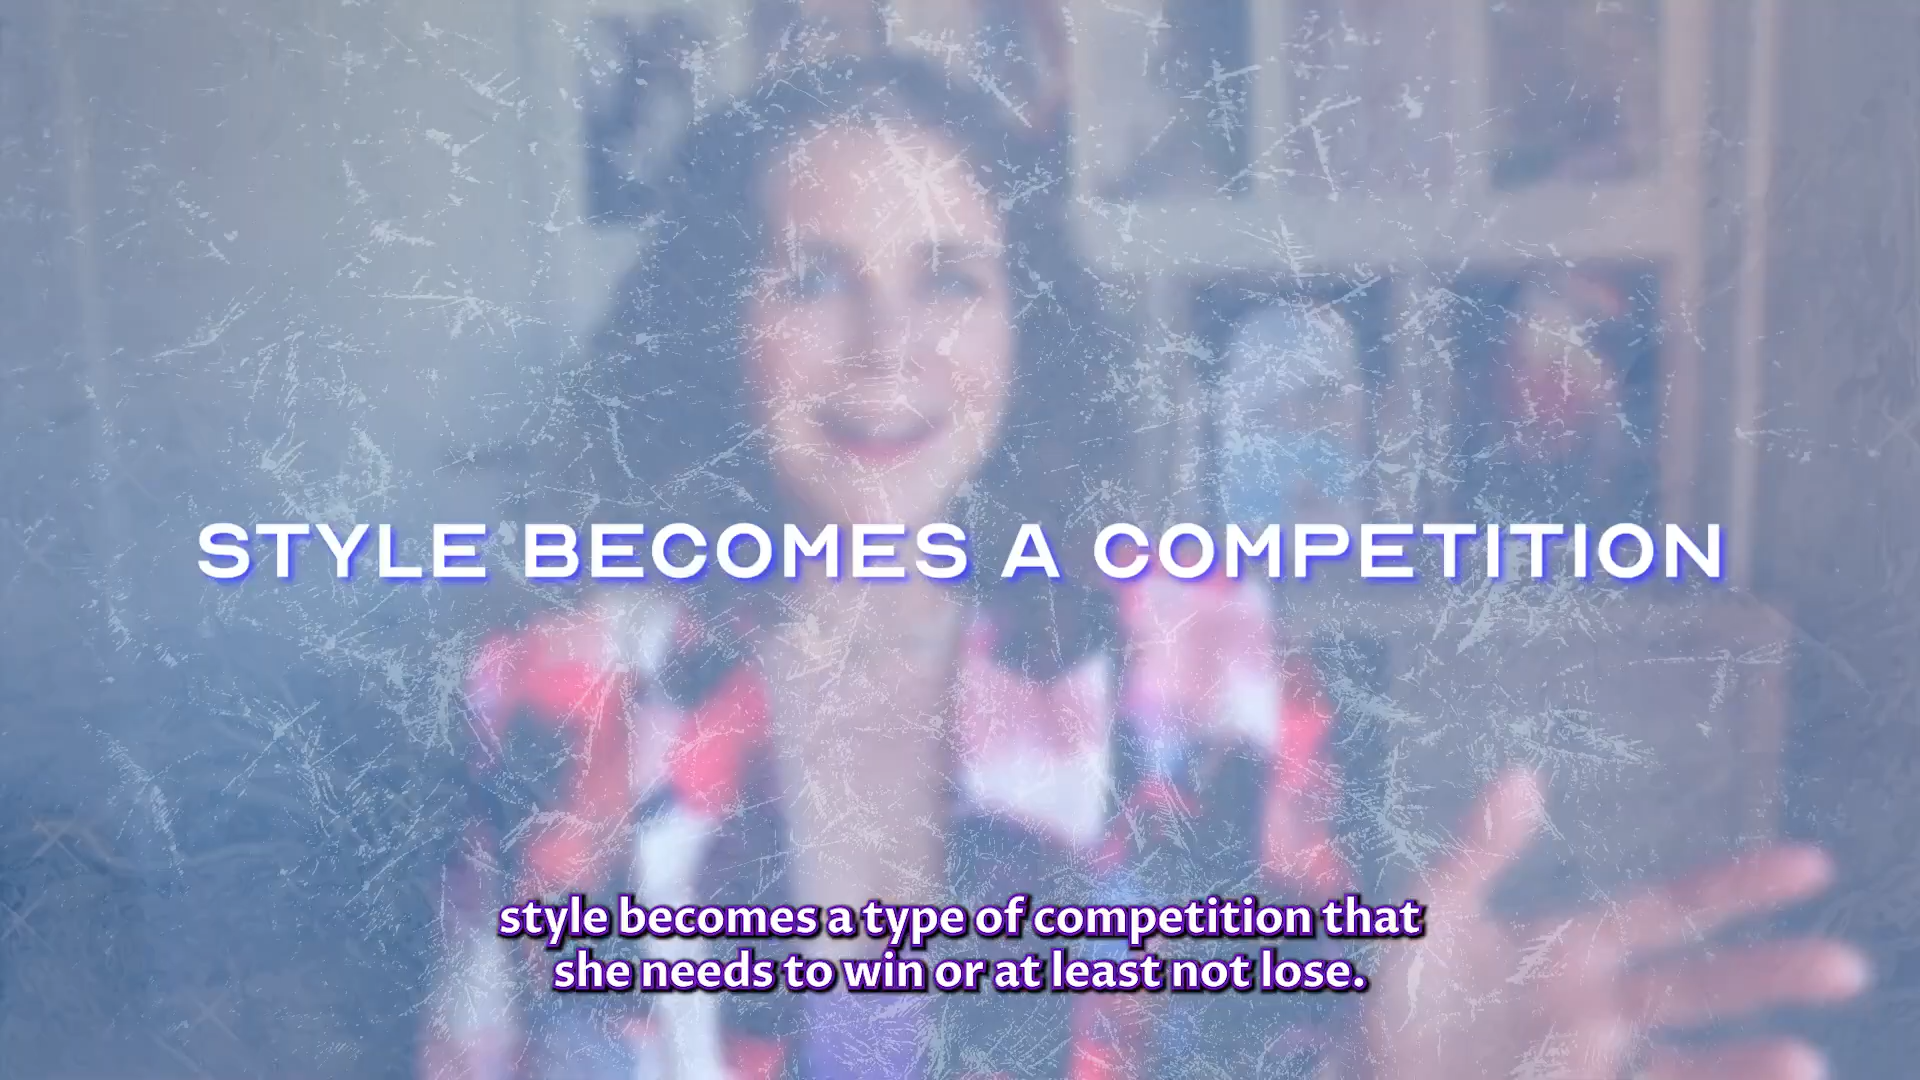 STYLE BECOMES A COMPETITION
style becomes a type of competition that
she needs to win or at least not lose.